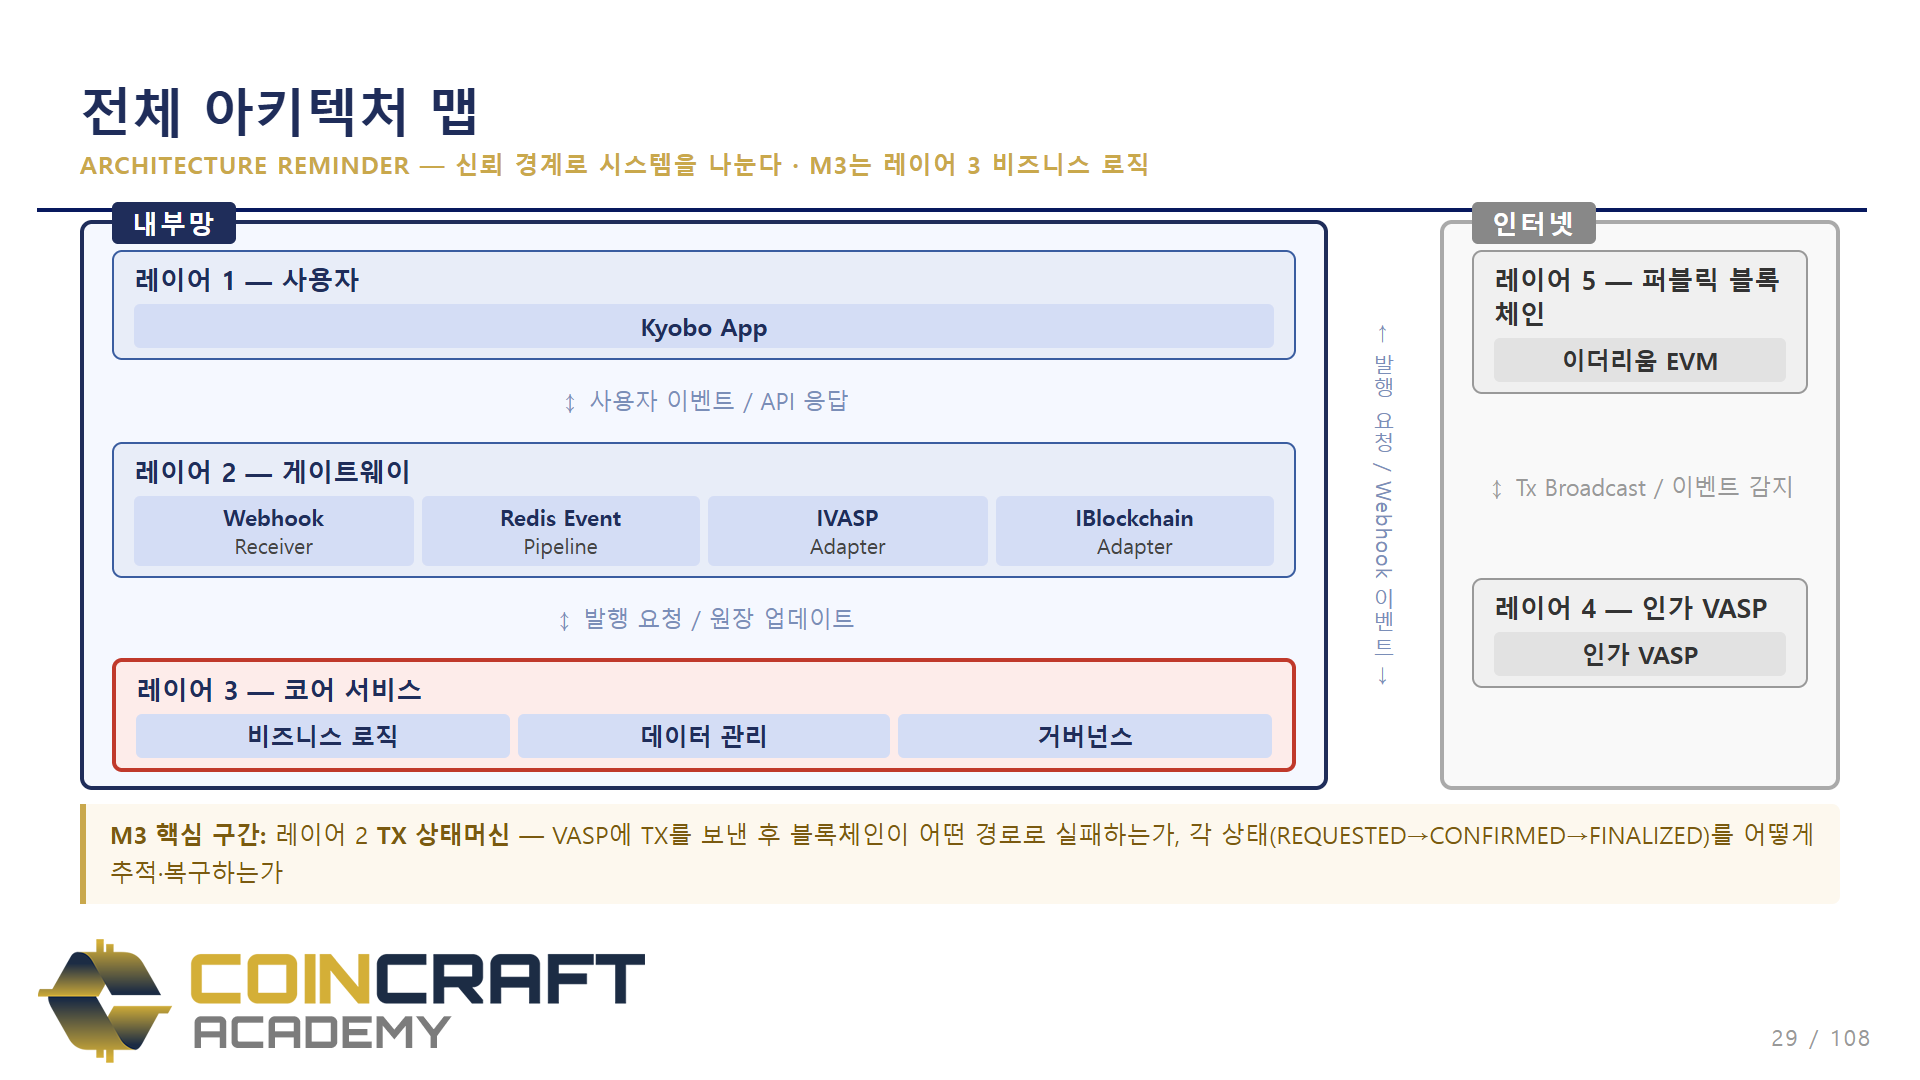 전체 아키텍처 맵
ARCHITECTURE REMINDER — 신뢰 경계로 시스템을 나눈다 · M3는 레이어 3 비즈니스 로직
내부망
레이어 1 — 사용자
Kyobo App
↕ 사용자 이벤트 / API 응답
레이어 2 — 게이트웨이
Webhook
Receiver
Redis Event
Pipeline
IVASP
Adapter
IBlockchain
Adapter
↕ 발행 요청 / 원장 업데이트
레이어 3 — 코어 서비스
비즈니스 로직
데이터 관리
거버넌스
← 발행 요청 / Webhook 이벤트 →
인터넷
레이어 5 — 퍼블릭 블록
체인
이더리움 EVM
↕ Tx Broadcast / 이벤트 감지
레이어 4 — 인가 VASP
인가 VASP
M3 핵심 구간: 레이어 2 TX 상태머신 — VASP에 TX를 보낸 후 블록체인이 어떤 경로로 실패하는가, 각 상태(REQUESTED→CONFIRMED→FINALIZED)를 어떻게
추적·복구하는가
COINCRAFT
ACADEMY
29 / 108